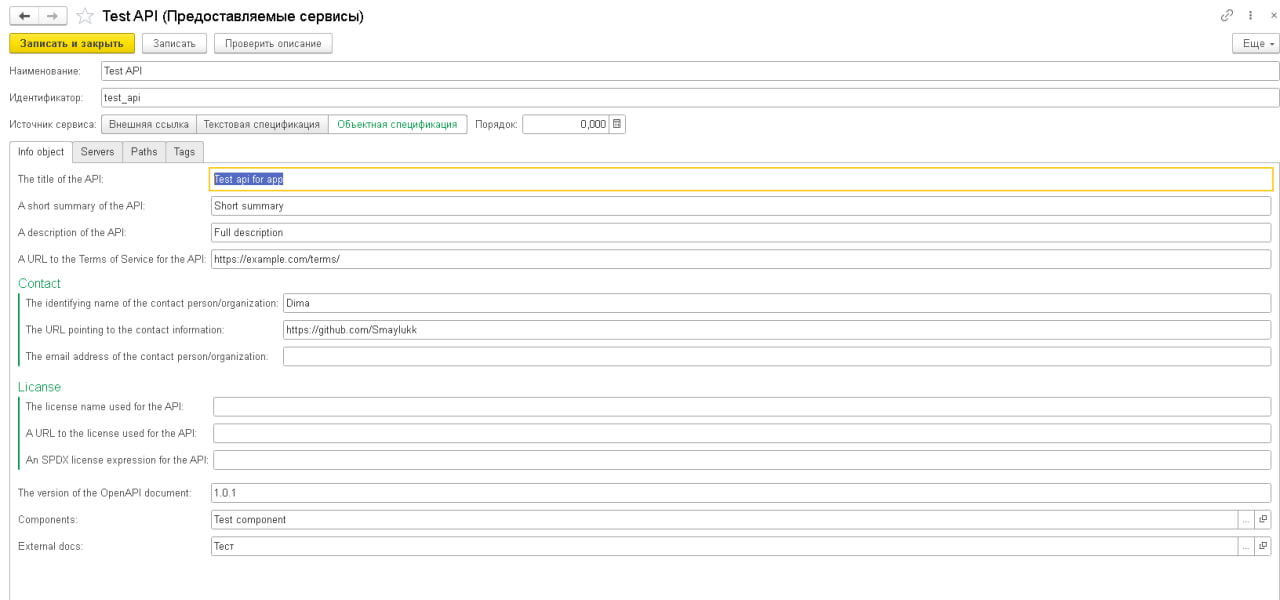 Test API (Предоставляемые сервисы)
Записать и закрыть Записать Проверить описание Еще
Наименование: Test API
Идентификатор: test_api
Источник сервиса: Внешняя ссылка Текстовая спецификация Объектная спецификация Порядок: 0,000
Info object Servers Paths Tags
The title of the API: Test api for app
A short summary of the API: Short summary
A description of the API: Full description
A URL to the Terms of Service for the API: https://example.com/terms/
Contact
The identifying name of the contact person/organization: Dima
The URL pointing to the contact information: https://github.com/Smaylukk
The email address of the contact person/organization:
Licanse
The license name used for the API:
A URL to the license used for the API:
An SPDX license expression for the API:
The version of the OpenAPI document: 1.0.1
Components: Test component ...
External docs: Тест ...